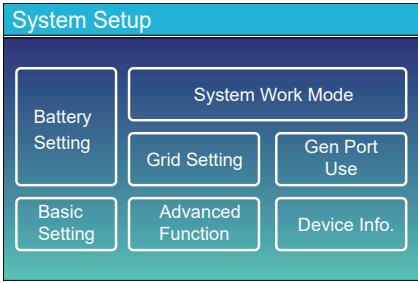 System Setup
Battery
Setting
System Work Mode
Grid Setting
Gen Port
Use
Basic
Setting
Advanced
Function
Device Info.